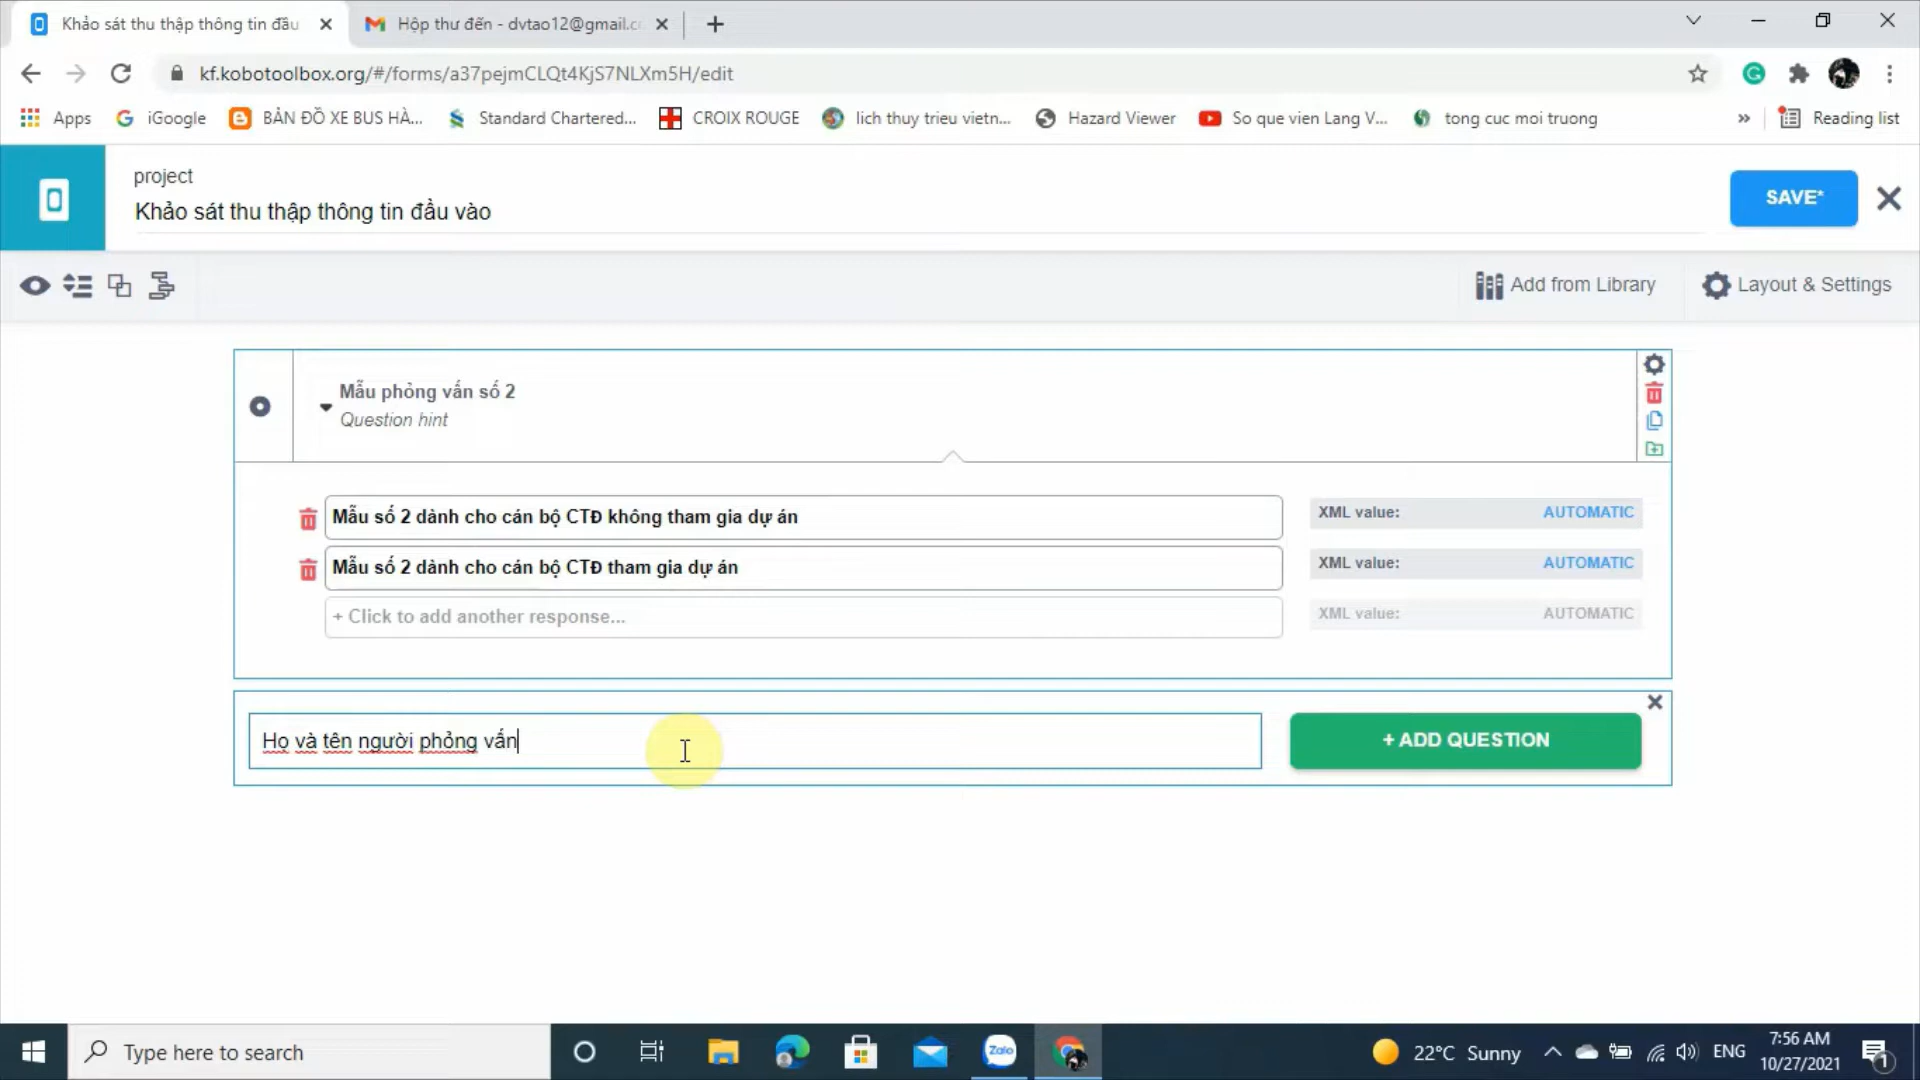 Khảo sát thu thập thông tin đầu
Hộp thư đến - dvtao12@gmail.c
kf.kobotoolbox.org/#/forms/a37pejmCLQt4KjS7NLXm5H/edit
Apps
iGoogle
BẢN ĐỒ XE BUS HÀ...
Standard Chartered...
CROIX ROUGE
lich thuy trieu vietn...
Hazard Viewer
So que vien Lang V...
tong cuc moi truong
»
Reading list
project
Khảo sát thu thập thông tin đầu vào
SAVE*
Add from Library
Layout & Settings
Mẫu phỏng vấn số 2
Question hint
Mẫu số 2 dành cho cán bộ CTĐ không tham gia dự án
XML value: AUTOMATIC
Mẫu số 2 dành cho cán bộ CTĐ tham gia dự án
XML value: AUTOMATIC
+ Click to add another response...
XML value: AUTOMATIC
Họ và tên người phỏng vấn
+ ADD QUESTION
Type here to search
Zalo
22°C Sunny
ENG
7:56 AM
10/27/2021
1